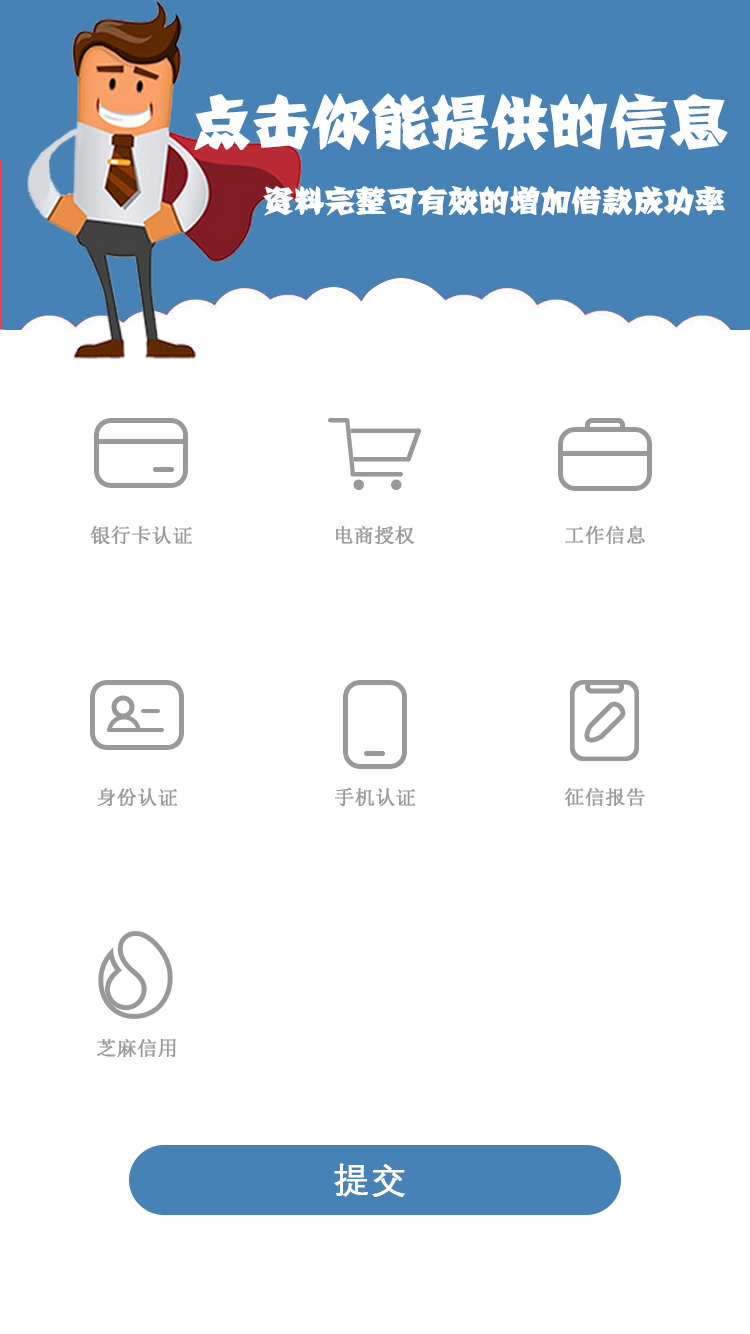 点击你能提供的信息
资料完整可有效的增加借款成功率
银行卡认证
电商授权
工作信息
身份认证
手机认证
征信报告
芝麻信用
提交